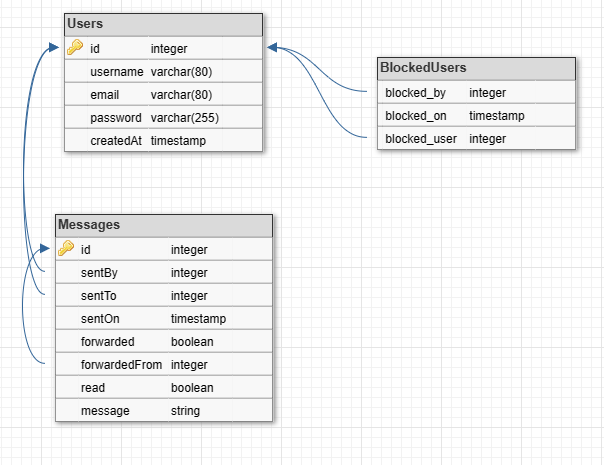 Users
id integer
username varchar(80)
email varchar(80)
password varchar(255)
createdAt timestamp
BlockedUsers
blocked_by integer
blocked_on timestamp
blocked_user integer
Messages
id integer
sentBy integer
sentTo integer
sentOn timestamp
forwarded boolean
forwardedFrom integer
read boolean
message string